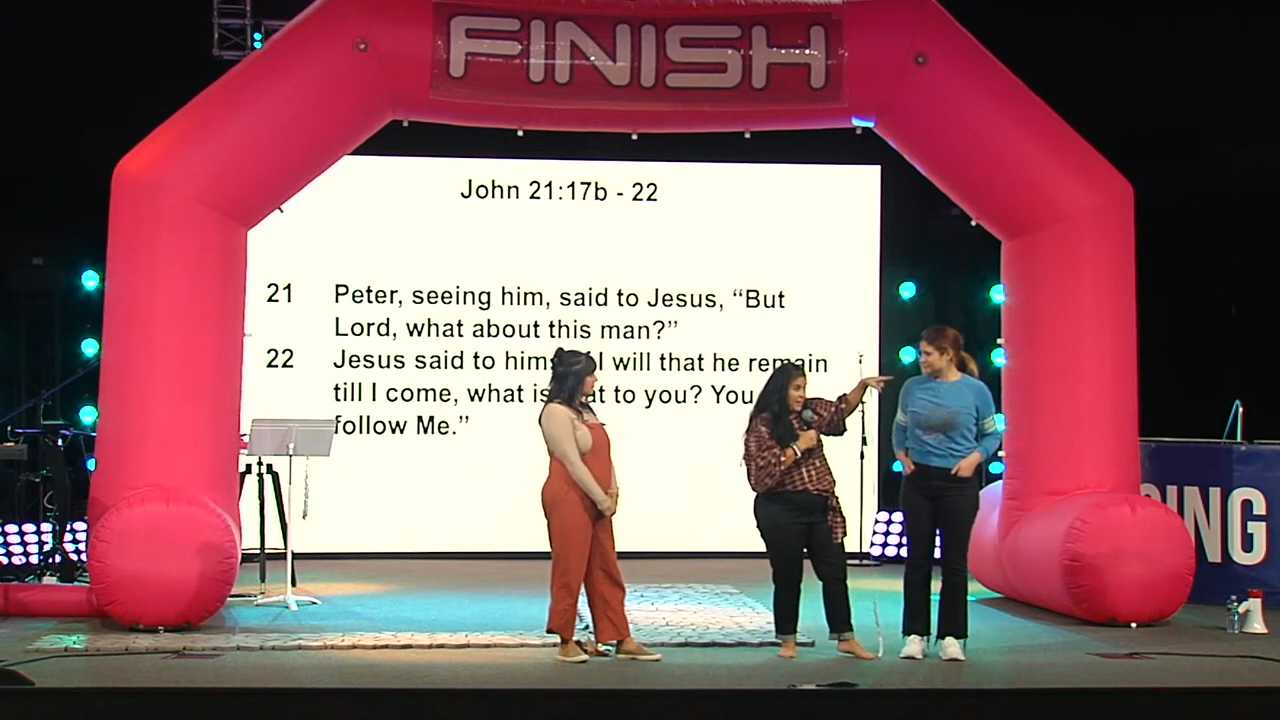 FINISH
John 21:17b - 22
21 Peter, seeing him, said to Jesus, “But
Lord, what about this man?”
22 Jesus said to him I will that he remain
till I come, what is at to you? You
follow Me.”